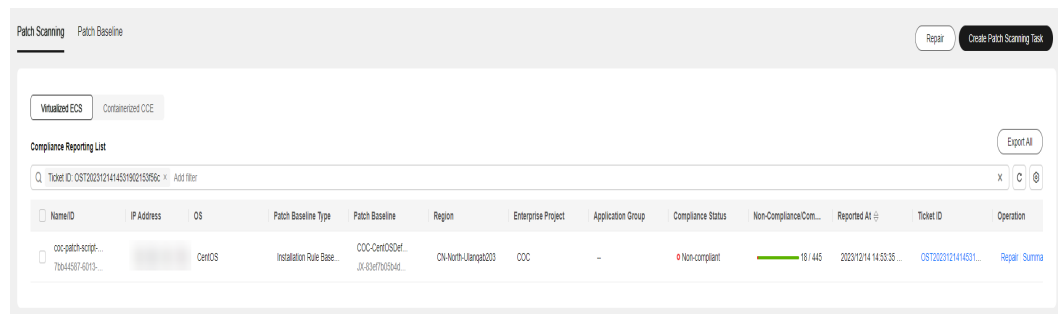 Patch Scanning Patch Baseline
Repair Create Patch Scanning Task
Virtualized ECS Containerized CCE
Compliance Reporting List
Export All
Ticket ID: OST2023121414531902153f56c × Add filter X
Name/ID IP Address OS Patch Baseline Type Patch Baseline Region Enterprise Project Application Group Compliance Status Non-Compliance/Com... Reported At Ticket ID Operation
coc-patch-script-... CentOS Installation Rule Base... COC-CentOSDef... CN-North-Ulanqab203 COC -- Non-compliant 18 / 445 2023/12/14 14:53:35 ... OST2023121414531... Repair Summa
7bb44587-6013-... JX-83ef7b05b4d...